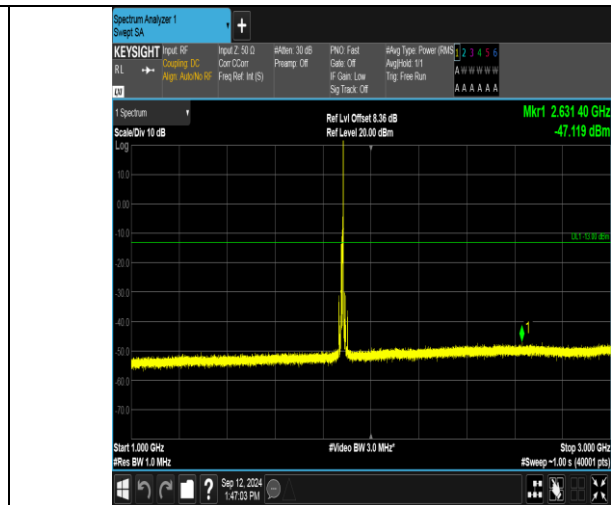 Spectrum Analyzer 1
Swept SA
+
KEYSIGHT Input: RF Input Z: 50 Ω #Atten: 30 dB PNO: Fast #Avg Type: Power (RMS 1 2 3 4 5 6
RL Coupling: DC Corr CCorr Preamp: Off Gate: Off Avg|Hold: 1/1 A W W W W W
Align: Auto/No RF Freq Ref: Int (S) IF Gain: Low Trig: Free Run
LXI Sig Track: Off A A A A A A
1 Spectrum Ref Lvl Offset 8.36 dB Mkr1 2.631 40 GHz
Scale/Div 10 dB Ref Level 20.00 dBm -47.119 dBm
Log
10.0
0.00
-10.0
DL1 -13.00 dBm
-20.0
-30.0
1
-40.0
-50.0
-60.0
-70.0
Start 1.000 GHz #Video BW 3.0 MHz* Stop 3.000 GHz
#Res BW 1.0 MHz #Sweep ~1.00 s (40001 pts)
? Sep 12, 2024
1:47:03 PM